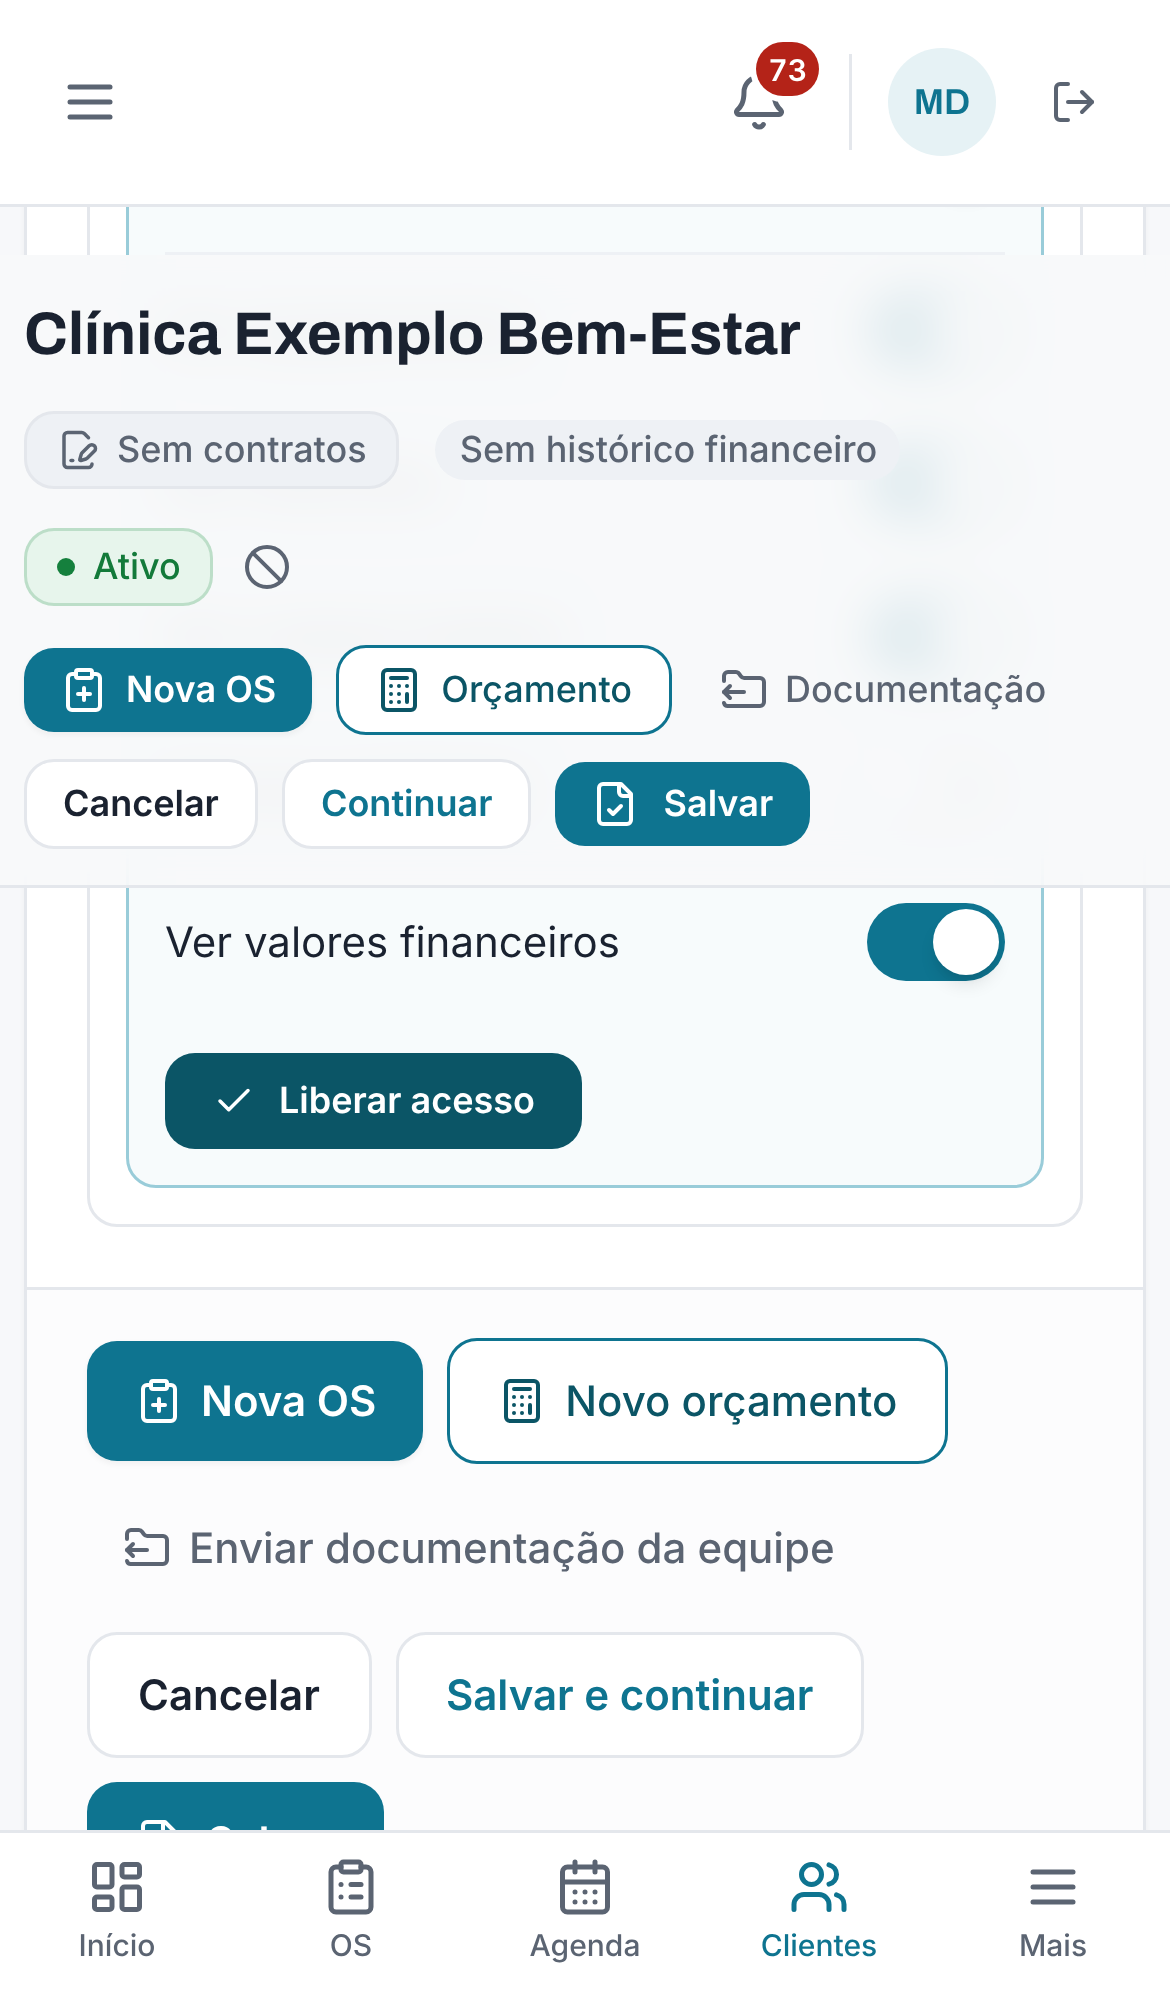 73
MD
Clínica Exemplo Bem-Estar
Sem contratos
Sem histórico financeiro
Ativo
Nova OS
Orçamento
Documentação
Cancelar
Continuar
Salvar
Ver valores financeiros
Liberar acesso
Nova OS
Novo orçamento
Enviar documentação da equipe
Cancelar
Salvar e continuar
Início
OS
Agenda
Clientes
Mais